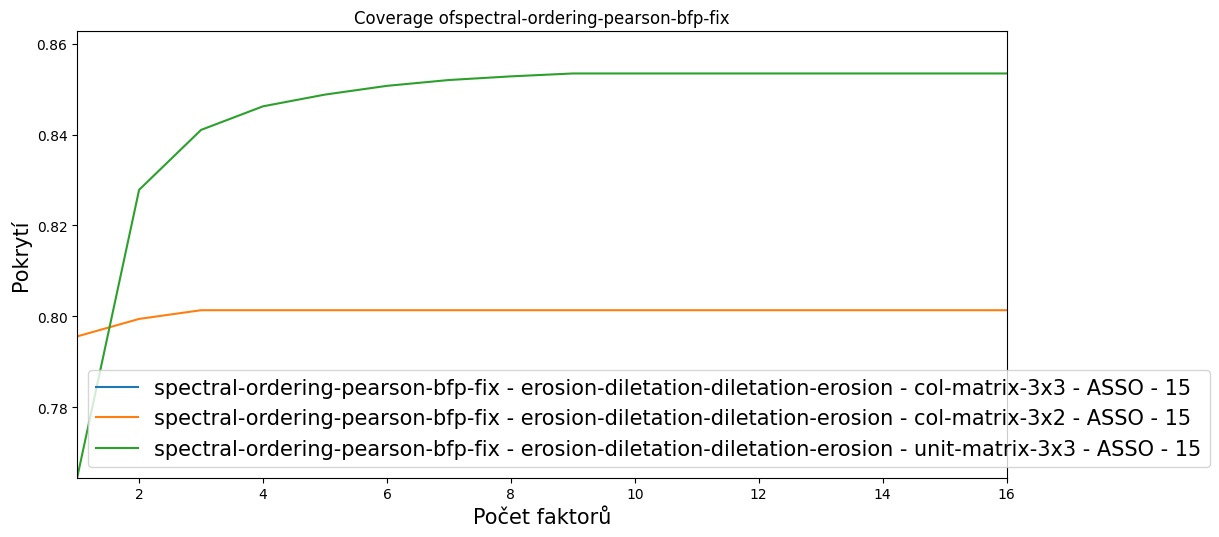 Coverage ofspectral-ordering-pearson-bfp-fix
0.86
0.84
0.82
0.80
0.78
Pokrytí
spectral-ordering-pearson-bfp-fix - erosion-diletation-diletation-erosion - col-matrix-3x3 - ASSO - 15
spectral-ordering-pearson-bfp-fix - erosion-diletation-diletation-erosion - col-matrix-3x2 - ASSO - 15
spectral-ordering-pearson-bfp-fix - erosion-diletation-diletation-erosion - unit-matrix-3x3 - ASSO - 15
2 4 6 8 10 12 14 16
Počet faktorů